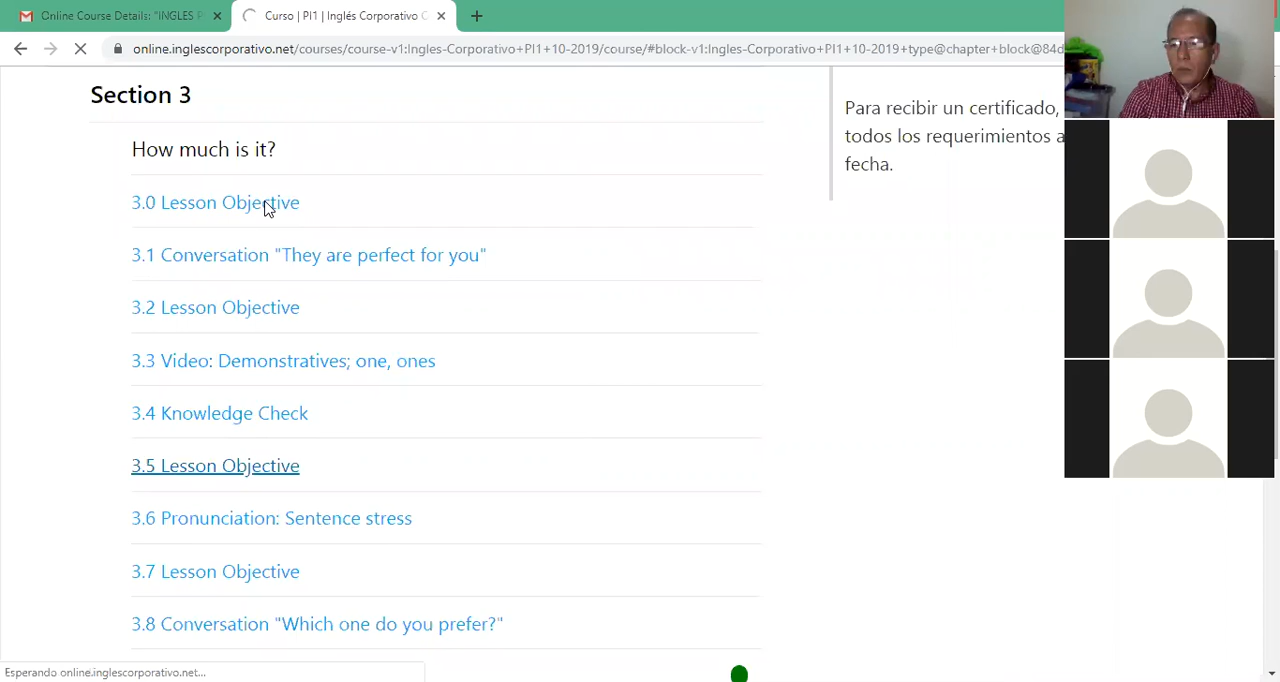 Online Course Details: "INGLES P
Curso | PI1 | Inglés Corporativo C
online.inglescorporativo.net/courses/course-v1:Ingles-Corporativo+PI1+10-2019/course/#block-v1:Ingles-Corporativo+PI1+10-2019+type@chapter+block@84d
Section 3
How much is it?
3.0 Lesson Objective
3.1 Conversation "They are perfect for you"
3.2 Lesson Objective
3.3 Video: Demonstratives; one, ones
3.4 Knowledge Check
3.5 Lesson Objective
3.6 Pronunciation: Sentence stress
3.7 Lesson Objective
3.8 Conversation "Which one do you prefer?"
Para recibir un certificado,
todos los requerimientos a
fecha.
Esperando online.inglescorporativo.net...